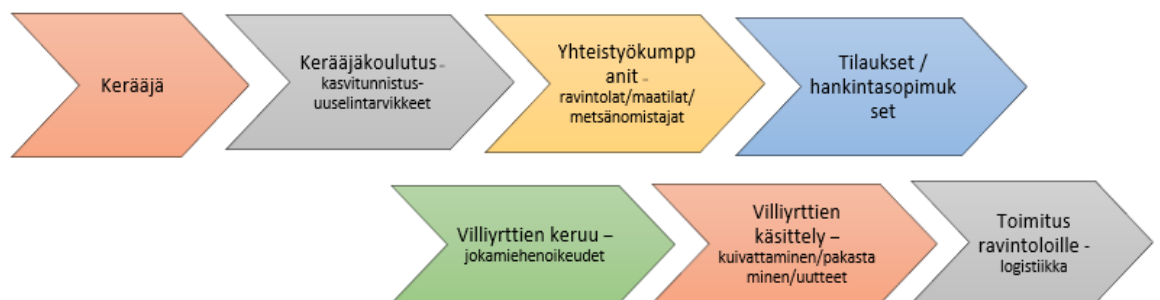 Kerääjä
Kerääjäkoulutus -
kasvitunnistus-
uuselintarvikkeet
Yhteistyökumpp
anit -
ravintolat/maatilat/
metsänomistajat
Tilaukset /
hankintasopimuk
set
Villiyrttien keruu –
jokamiehenoikeudet
Villiyrttien
käsittely –
kuivattaminen/pakasta
minen/uutteet
Toimitus
ravintoloille -
logistiikka